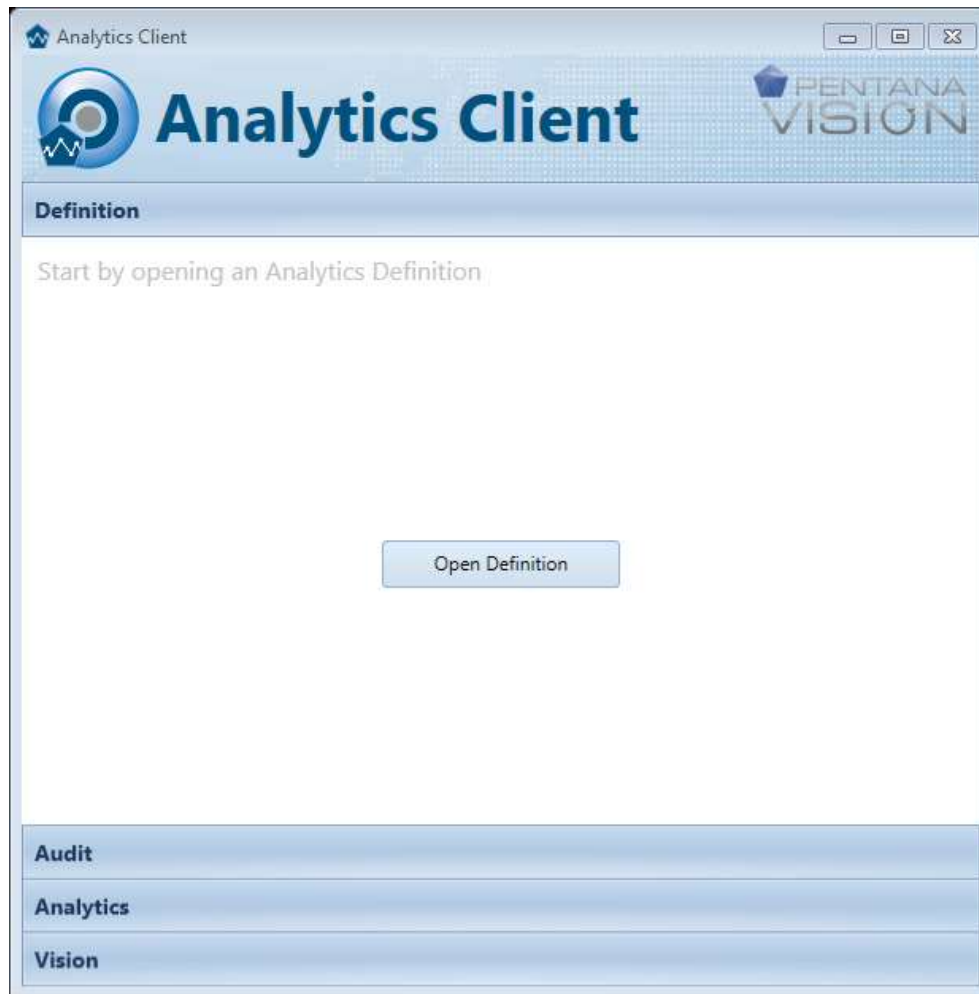 Analytics Client
Analytics Client
PENTANA
VISION
Definition
Start by opening an Analytics Definition
Open Definition
Audit
Analytics
Vision